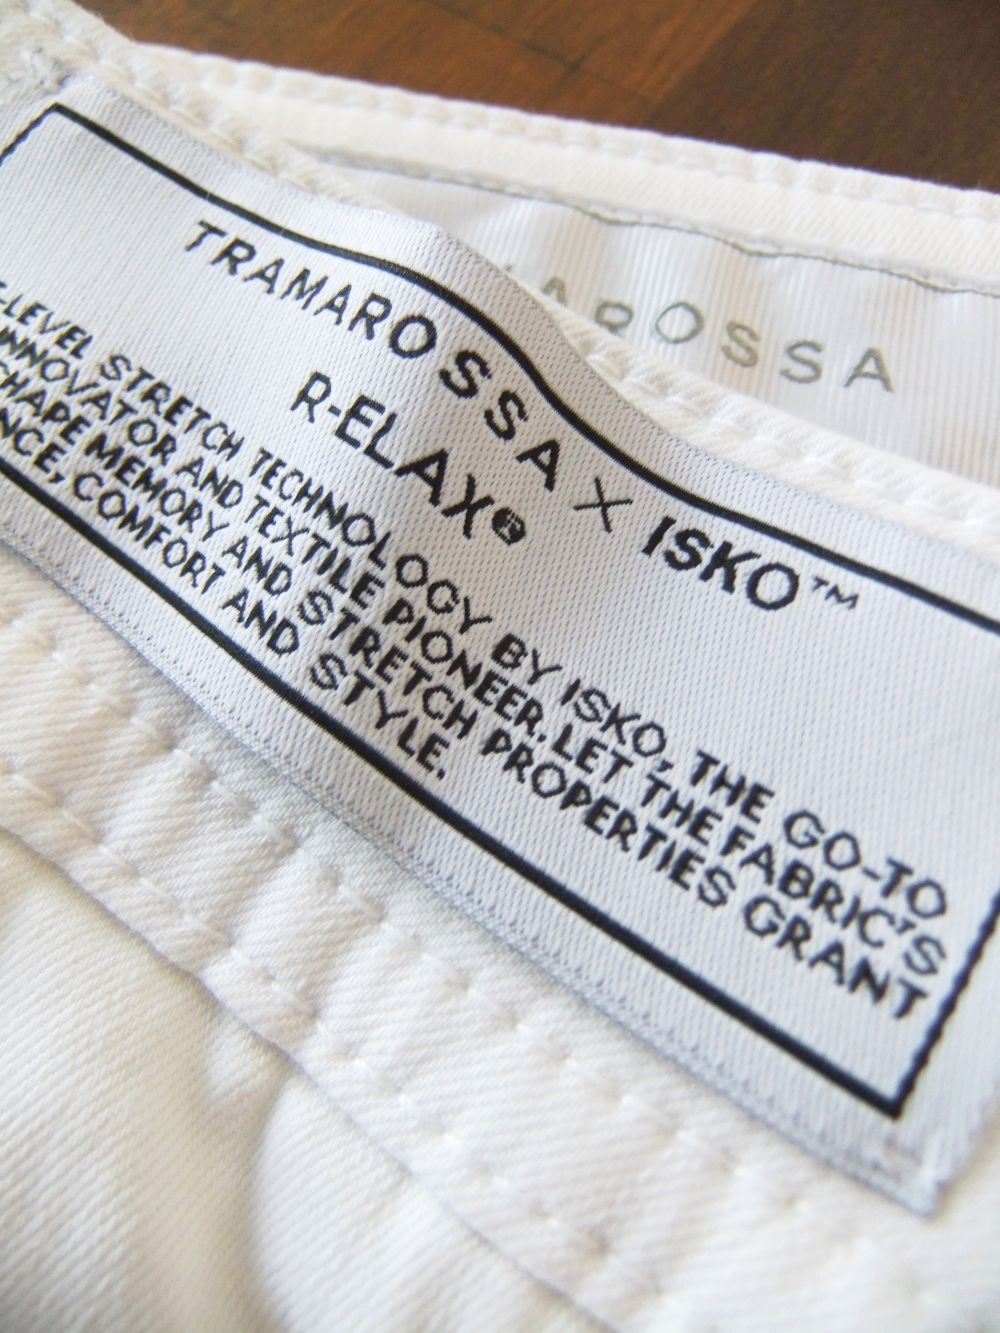 TRAMAROSSA X ISKO™
R-ELAX®
-LEVEL STRETCH TECHNOLOGY BY ISKO, THE GO-TO
INNOVATOR AND TEXTILE PIONEER. LET THE FABRIC'S
SHAPE MEMORY AND STRETCH PROPERTIES GRANT
COMFORT AND STYLE.
AROSSA